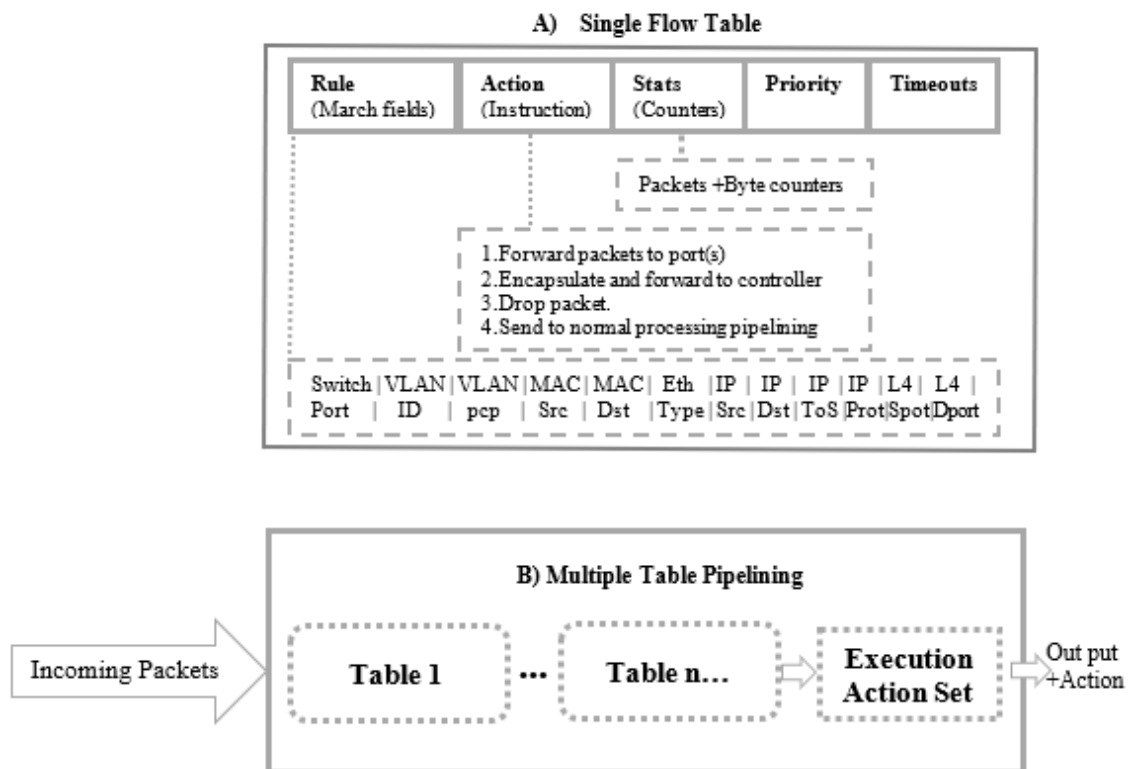 A) Single Flow Table
Rule Action Stats Priority Timeouts
(March fields) (Instruction) (Counters)
Packets +Byte counters
1.Forward packets to port(s)
2.Encapsulate and forward to controller
3.Drop packet.
4.Send to normal processing pipelining
Switch | VLAN | VLAN | MAC | MAC | Eth | IP | IP | IP | IP | L4 | L4 |
Port | ID | pcp | Src | Dst | Type | Src | Dst | ToS | Prot | Spot | Dport
B) Multiple Table Pipelining
Incoming Packets
Table 1
...
Table n...
Execution
Action Set
Out put
+Action